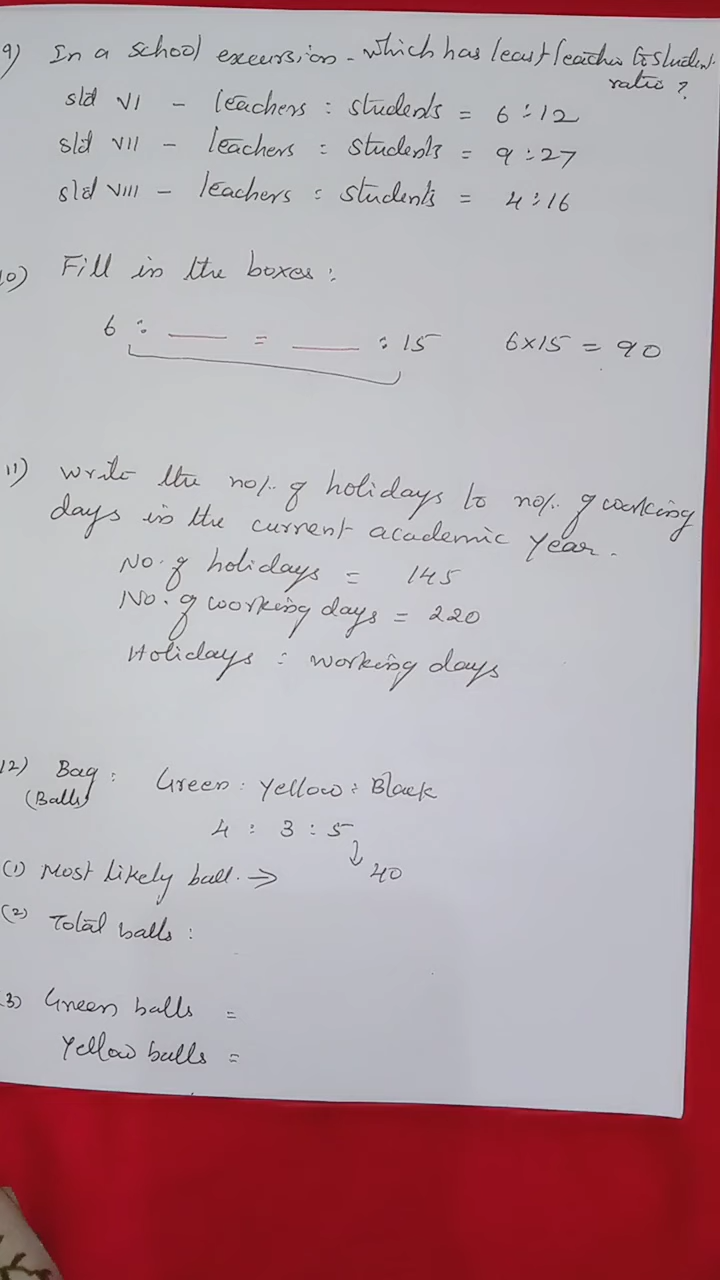 9) In a school excursion - which has least teacher to student
ratio ?
std VI - teachers : students = 6 : 12
std VII - teachers : students = 9 : 27
std VIII - teachers : students = 4 : 16
10) Fill in the boxes :
6 : ___ = ___ : 15   6×15 = 90
11) write the no/. of holidays to no/. of working
days in the current academic year.
No. of holidays = 145
No. of working days = 220
Holidays : working days
12) Bag : Green : Yellow : Black
(Balls)
4 : 3 : 5
(1) Most likely ball. → 40
(2) Total balls :
(3) Green balls =
Yellow balls =